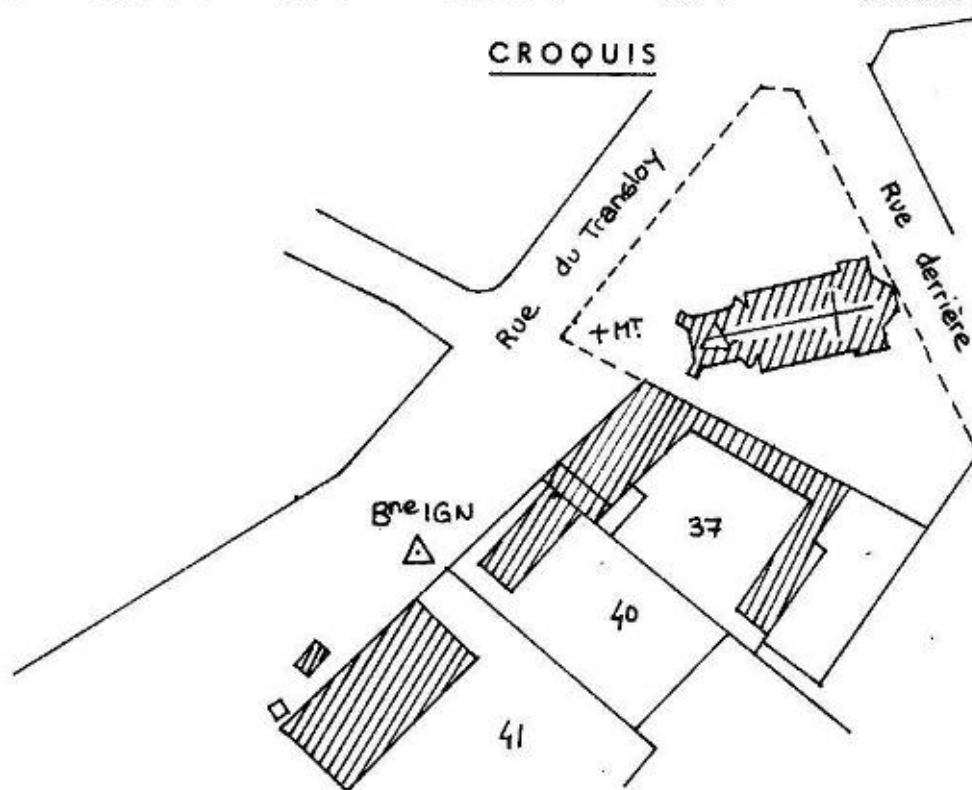 CROQUIS
Rue du Transloy
Rue derrière
+MT.
Bne IGN
37
40
41